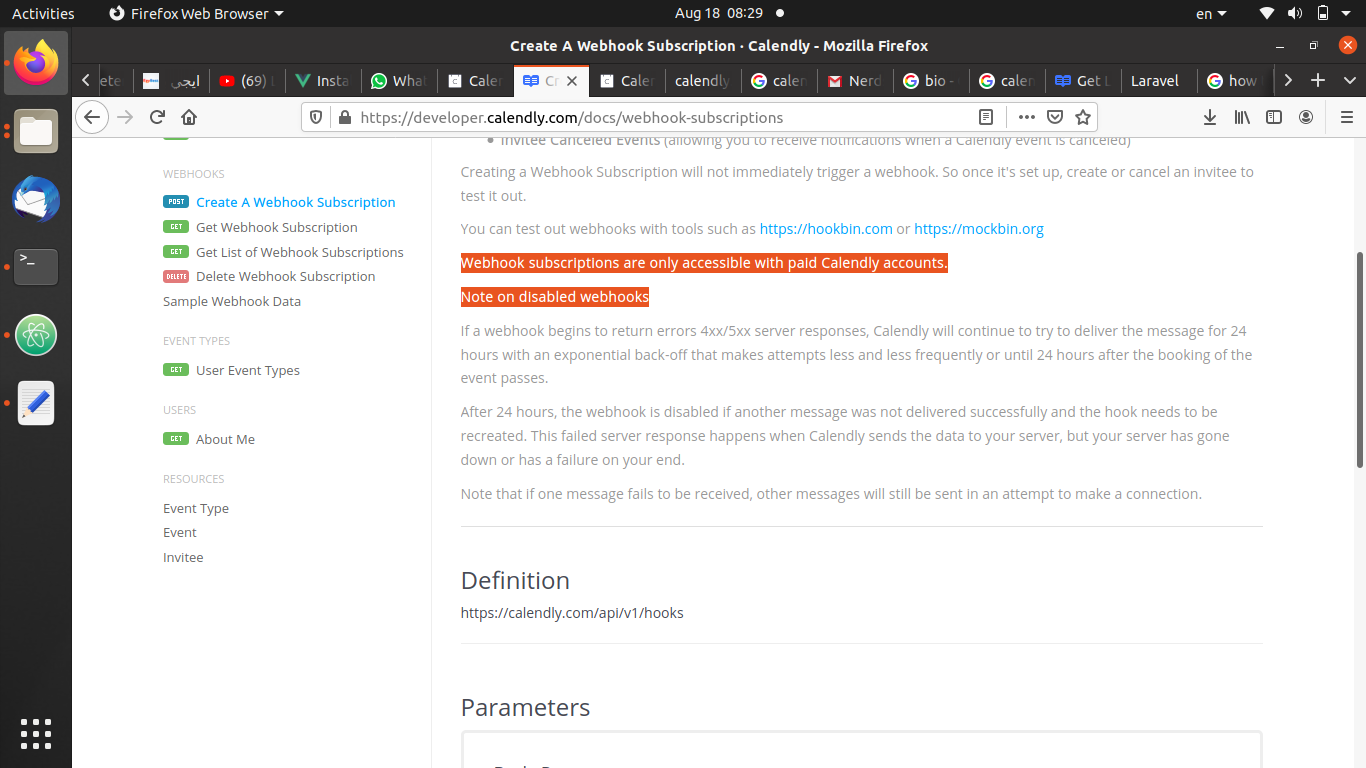 Activities
Firefox Web Browser
Aug 18 08:29
en
Create A Webhook Subscription · Calendly - Mozilla Firefox
ايجى
(69)
Insta
What
Calen
Cr
Calen
calendly
calen
Nerd
bio -
calen
Get L
Laravel
how
https://developer.calendly.com/docs/webhook-subscriptions
WEBHOOKS
POST Create A Webhook Subscription
GET Get Webhook Subscription
GET Get List of Webhook Subscriptions
DELETE Delete Webhook Subscription
Sample Webhook Data
EVENT TYPES
GET User Event Types
USERS
GET About Me
RESOURCES
Event Type
Event
Invitee
Invitee Canceled Events (allowing you to receive notifications when a Calendly event is canceled)
Creating a Webhook Subscription will not immediately trigger a webhook. So once it's set up, create or cancel an invitee to
test it out.
You can test out webhooks with tools such as https://hookbin.com or https://mockbin.org
Webhook subscriptions are only accessible with paid Calendly accounts.
Note on disabled webhooks
If a webhook begins to return errors 4xx/5xx server responses, Calendly will continue to try to deliver the message for 24
hours with an exponential back-off that makes attempts less and less frequently or until 24 hours after the booking of the
event passes.
After 24 hours, the webhook is disabled if another message was not delivered successfully and the hook needs to be
recreated. This failed server response happens when Calendly sends the data to your server, but your server has gone
down or has a failure on your end.
Note that if one message fails to be received, other messages will still be sent in an attempt to make a connection.
Definition
https://calendly.com/api/v1/hooks
Parameters